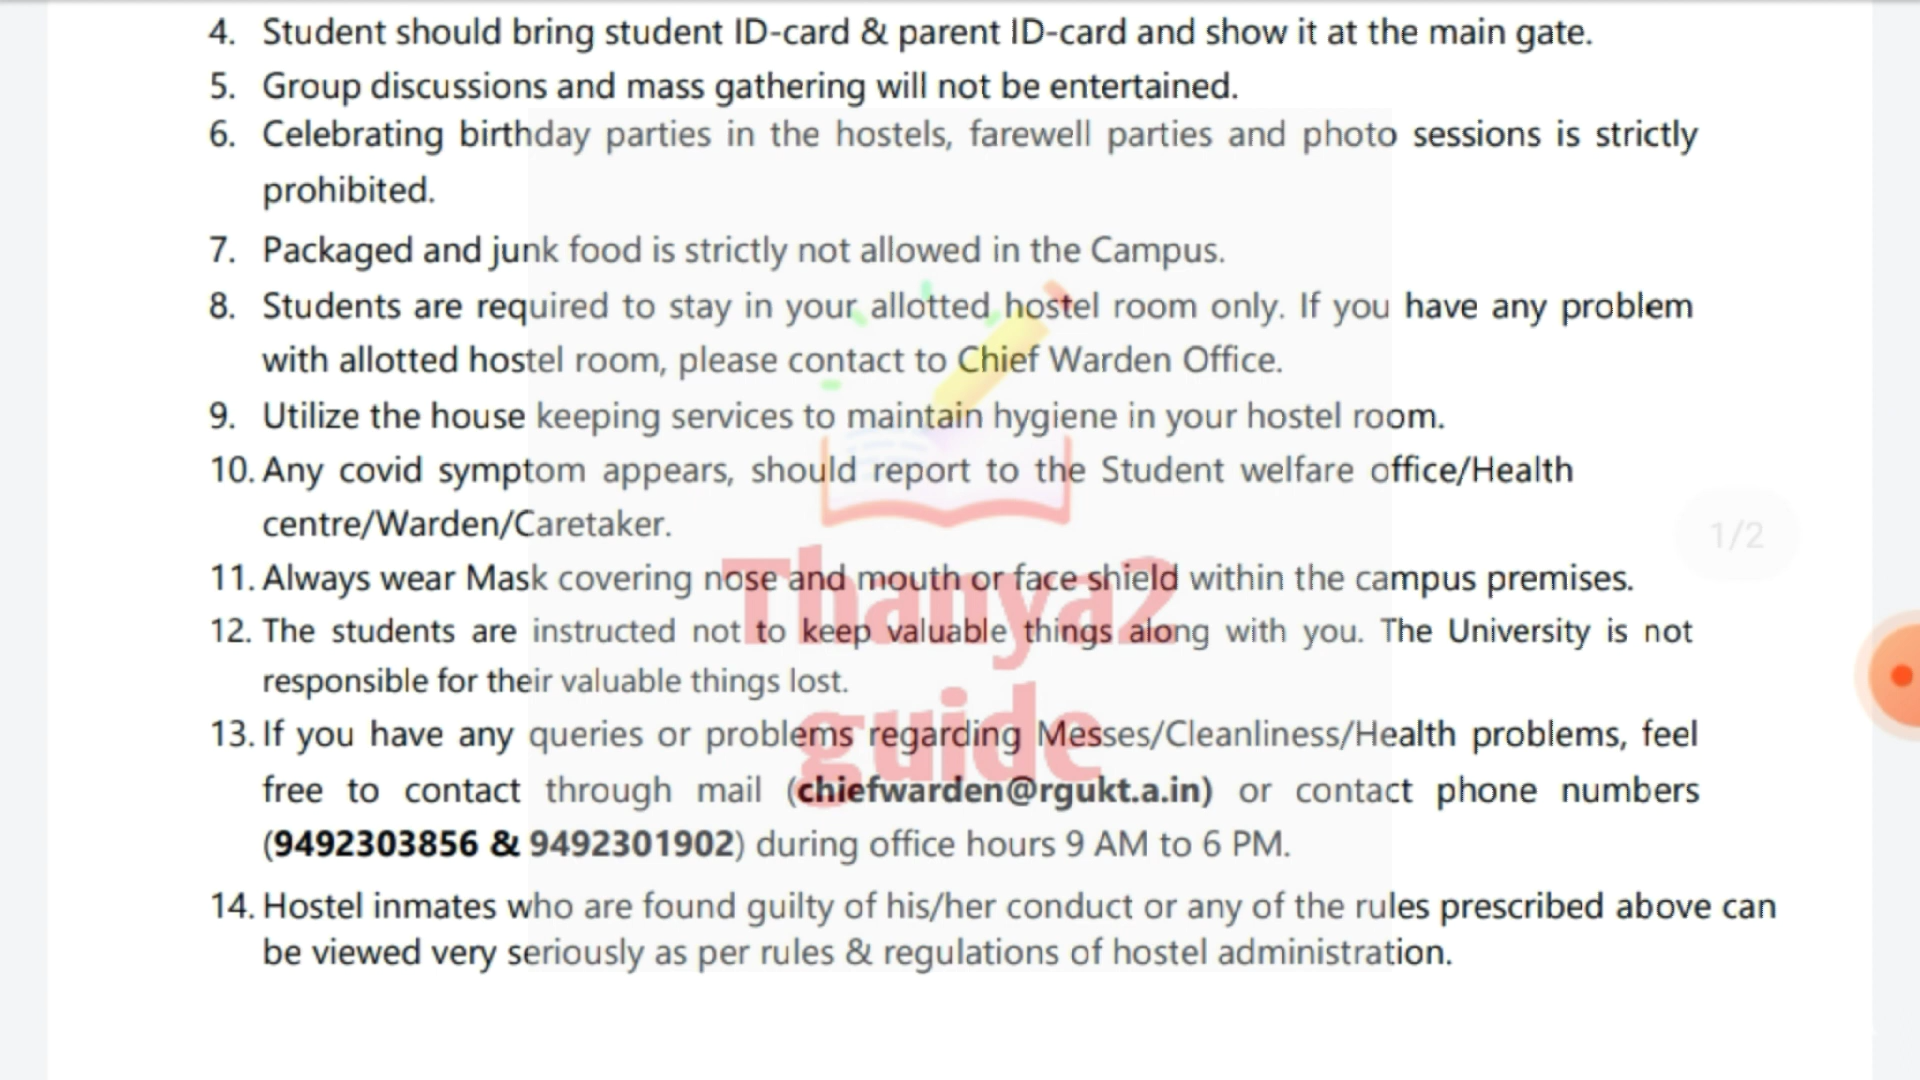 4. Student should bring student ID-card & parent ID-card and show it at the main gate.
5. Group discussions and mass gathering will not be entertained.
6. Celebrating birthday parties in the hostels, farewell parties and photo sessions is strictly
prohibited.
7. Packaged and junk food is strictly not allowed in the Campus.
8. Students are required to stay in your allotted hostel room only. If you have any problem
with allotted hostel room, please contact to Chief Warden Office.
9. Utilize the house keeping services to maintain hygiene in your hostel room.
10. Any covid symptom appears, should report to the Student welfare office/Health
centre/Warden/Caretaker.
1/2
11. Always wear Mask covering nose and mouth or face shield within the campus premises.
Thanya2
12. The students are instructed not to keep valuable things along with you. The University is not
responsible for their valuable things lost.
guide
13. If you have any queries or problems regarding Messes/Cleanliness/Health problems, feel
free to contact through mail (chiefwarden@rgukt.a.in) or contact phone numbers
(9492303856 & 9492301902) during office hours 9 AM to 6 PM.
14. Hostel inmates who are found guilty of his/her conduct or any of the rules prescribed above can
be viewed very seriously as per rules & regulations of hostel administration.